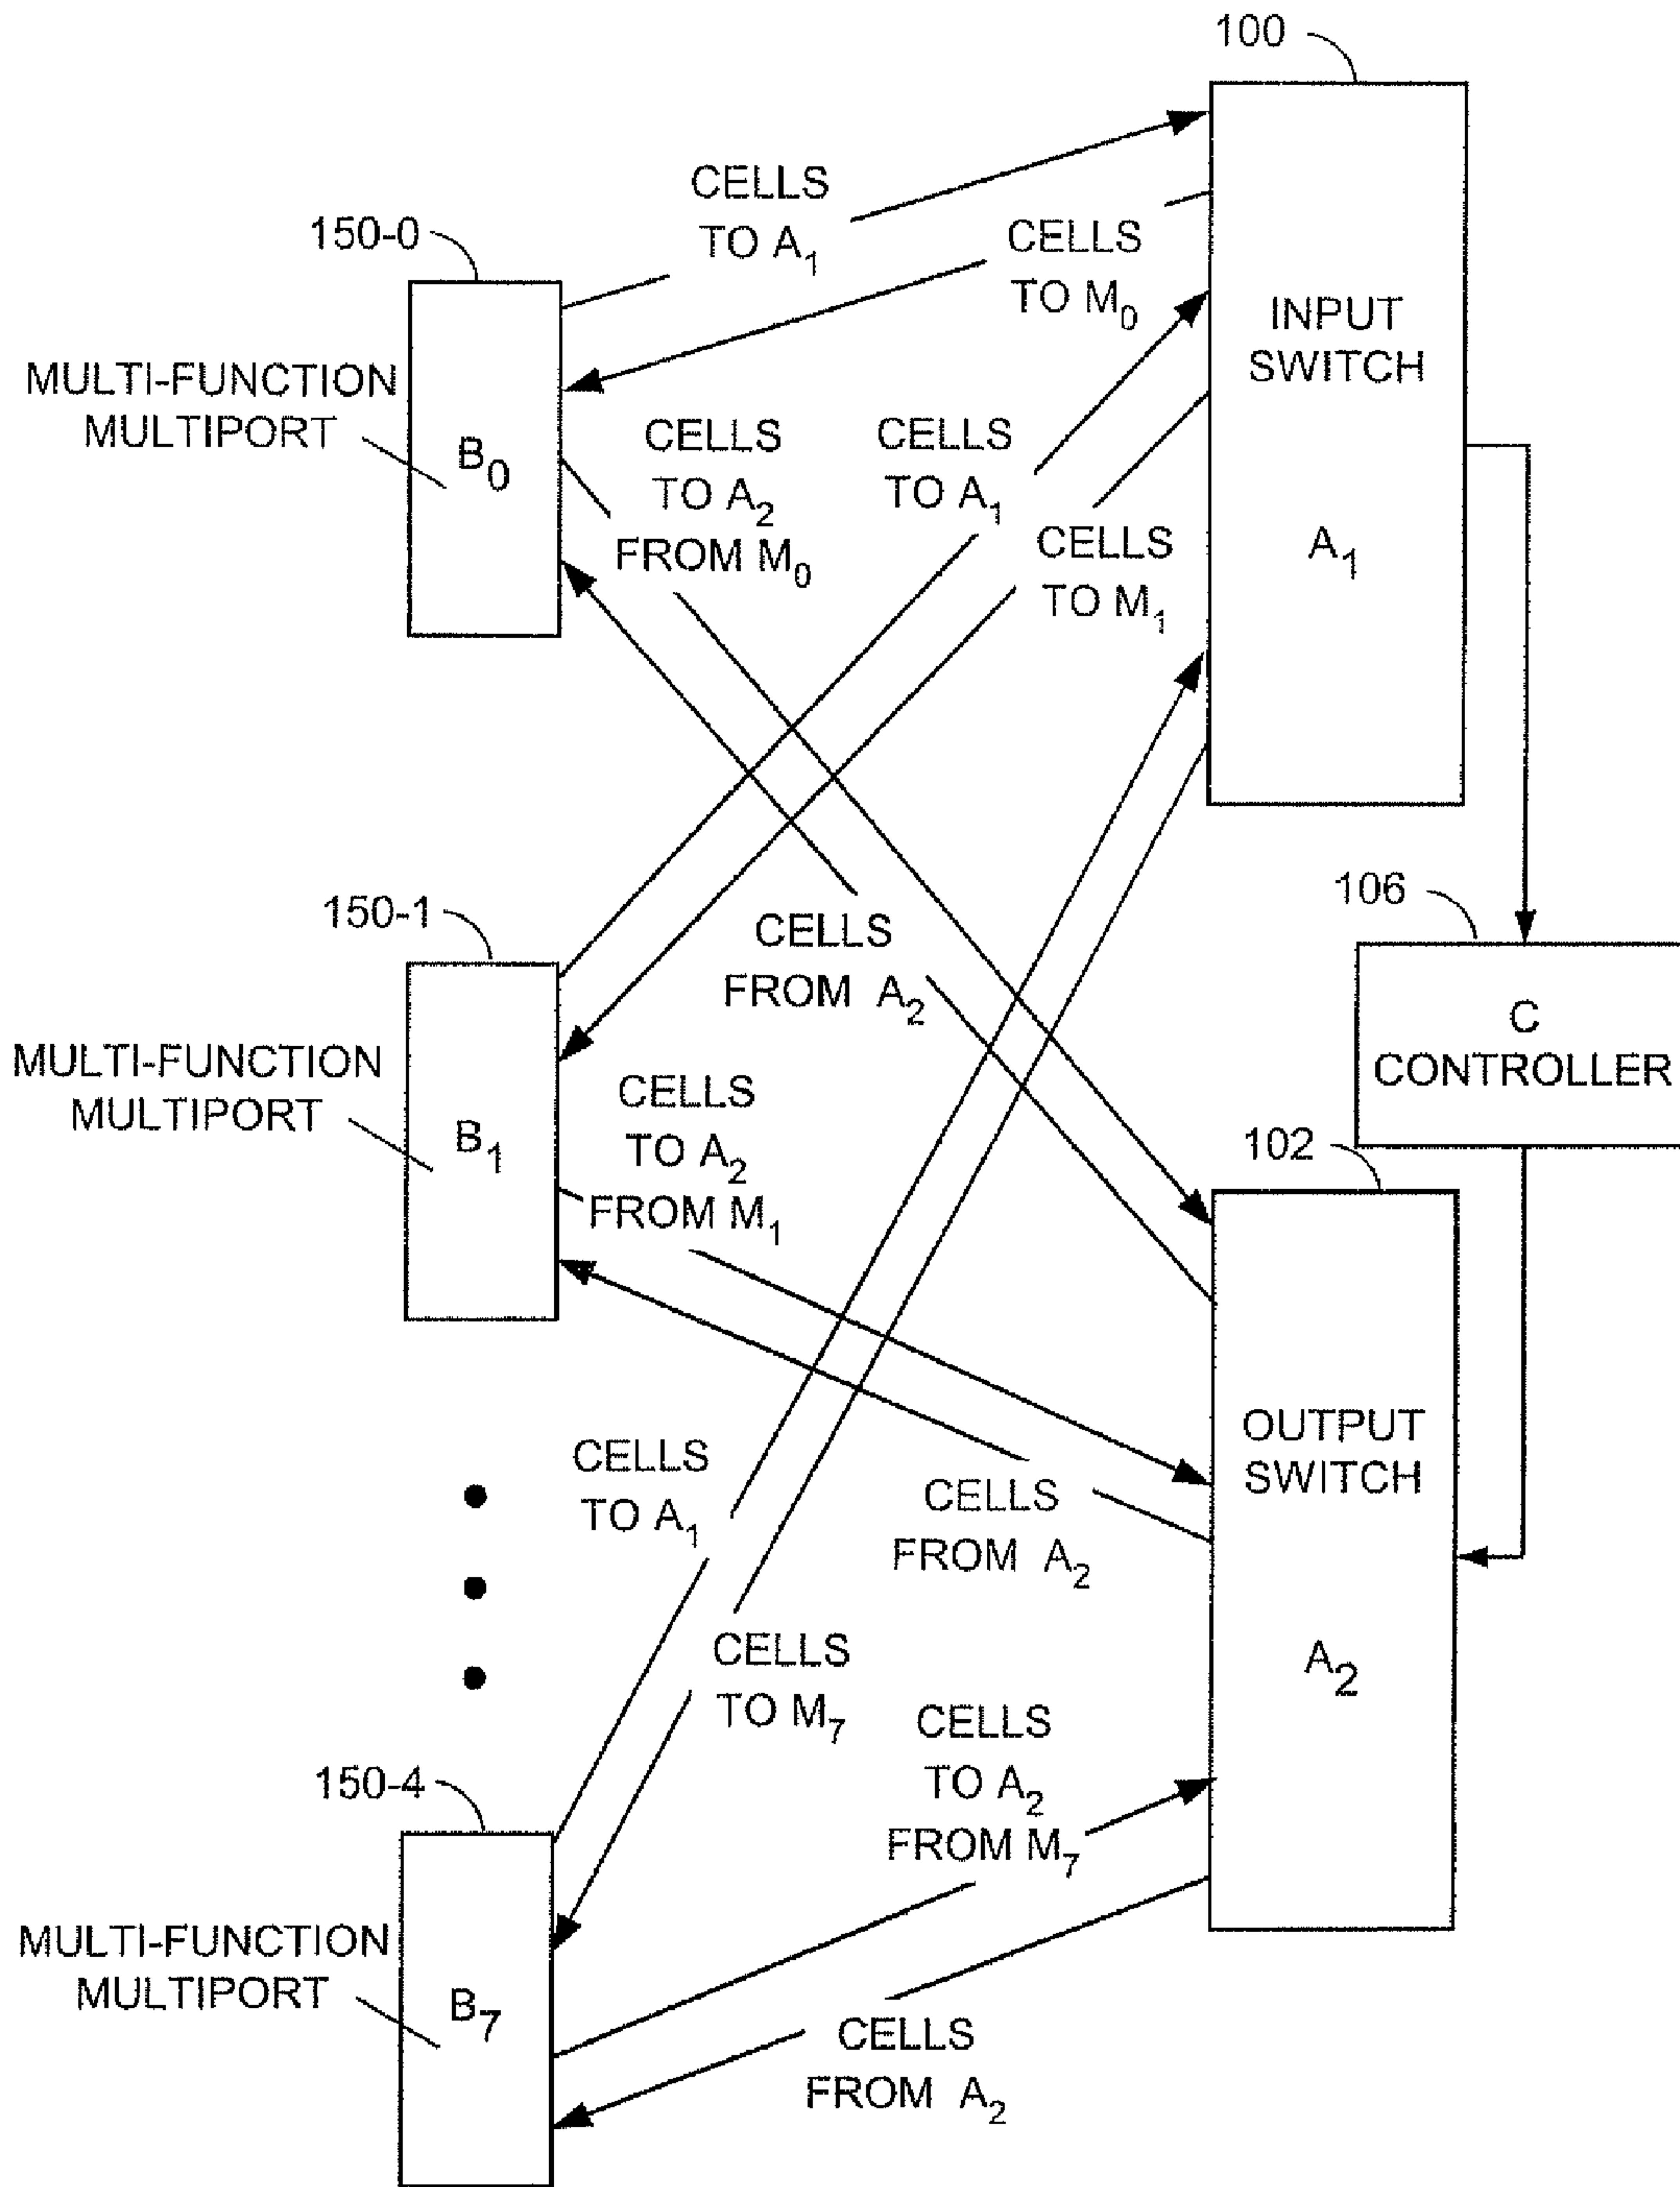 100
CELLS
TO A₁
150-0
CELLS
TO M₀
INPUT
SWITCH
A₁
MULTI-FUNCTION
MULTIPORT
B₀
CELLS
TO A₂
FROM M₀
CELLS
TO A₁
CELLS
TO M₁
150-1
CELLS
FROM A₂
106
C
CONTROLLER
MULTI-FUNCTION
MULTIPORT
B₁
CELLS
TO A₂
FROM M₁
102
OUTPUT
SWITCH
A₂
CELLS
TO A₁
CELLS
FROM A₂
CELLS
TO M₇
150-4
CELLS
TO A₂
FROM M₇
MULTI-FUNCTION
MULTIPORT
B₇
CELLS
FROM A₂